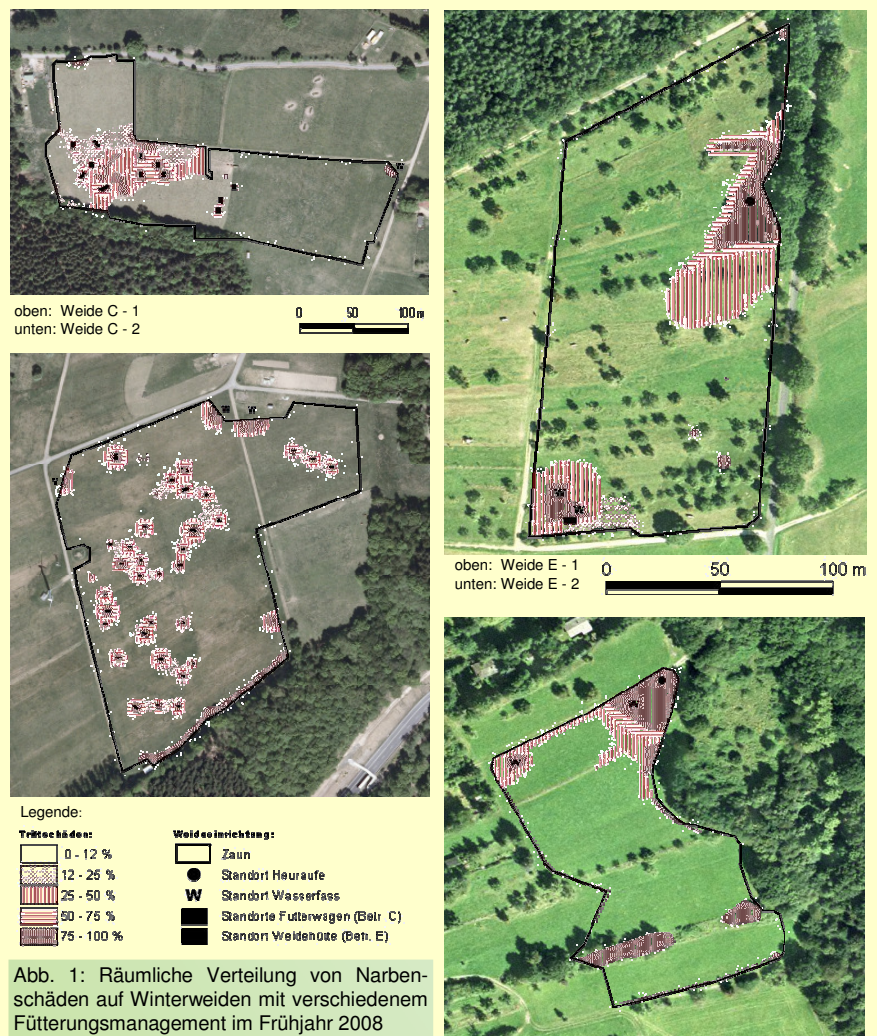 oben: Weide C - 1
unten: Weide C - 2
0 50 100 m
oben: Weide E - 1
unten: Weide E - 2
0 50 100 m
Legende:
Trittschäden:
0 - 12 %
12 - 25 %
25 - 50 %
50 - 75 %
75 - 100 %
Weideeinrichtung:
Zaun
Standort Heuraufe
W Standort Wasserfass
Standorte Futterwagen (Betr. C)
Standort Weidehütte (Betr. E)
Abb. 1: Räumliche Verteilung von Narben-
schäden auf Winterweiden mit verschiedenem
Fütterungsmanagement im Frühjahr 2008